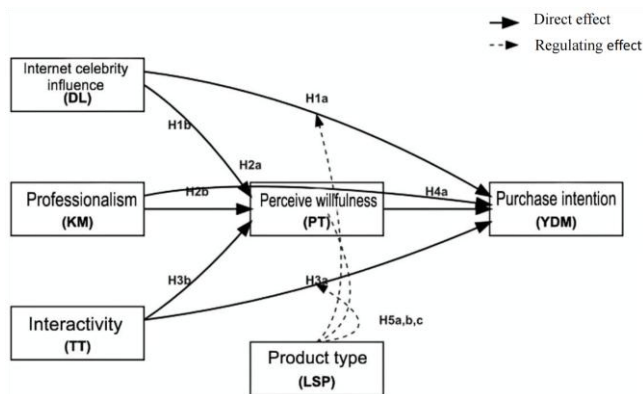 Direct effect
Regulating effect
Internet celebrity
influence
(DL)
H1a
H1b
H2a
Professionalism
(KM)
H2b
Perceive willfulness
(PT)
H4a
Purchase intention
(YDM)
H3b
H3a
Interactivity
(TT)
H5a,b,c
Product type
(LSP)